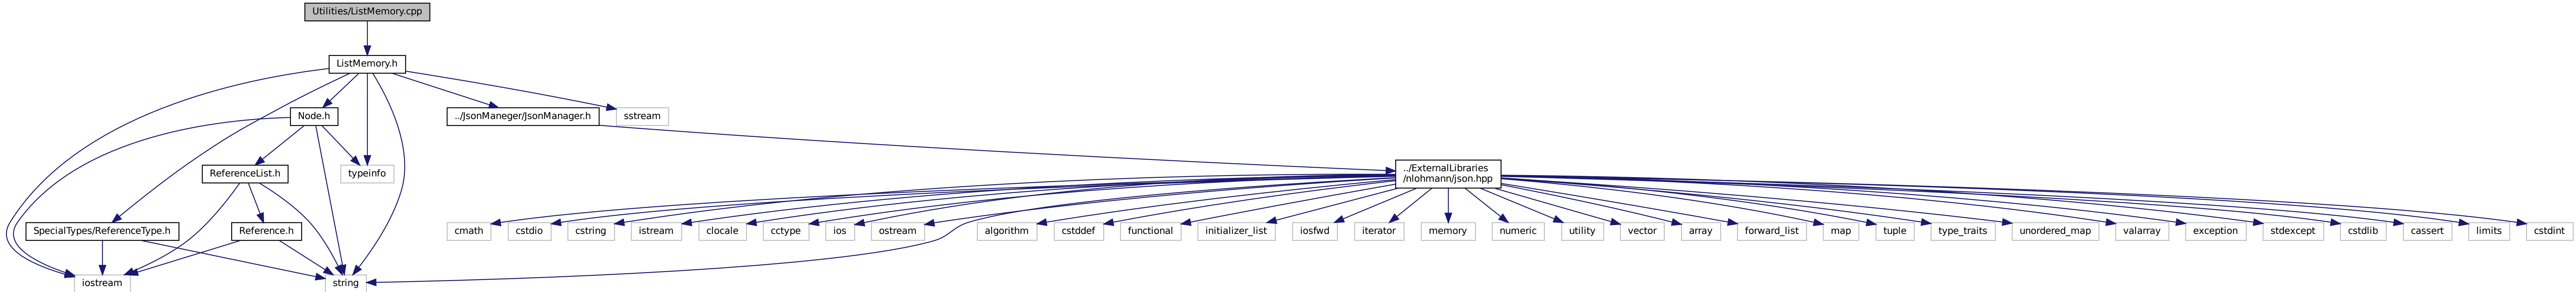 Utilities/ListMemory.cpp
ListMemory.h
Node.h
../JsonManeger/JsonManager.h
sstream
ReferenceList.h
typeinfo
../ExternalLibraries
/nlohmann/json.hpp
SpecialTypes/ReferenceType.h
Reference.h
cmath
cstdio
cstring
istream
clocale
cctype
ios
ostream
algorithm
cstddef
functional
initializer_list
iosfwd
iterator
memory
numeric
utility
vector
array
forward_list
map
tuple
type_traits
unordered_map
valarray
exception
stdexcept
cstdlib
cassert
limits
cstdint
iostream
string